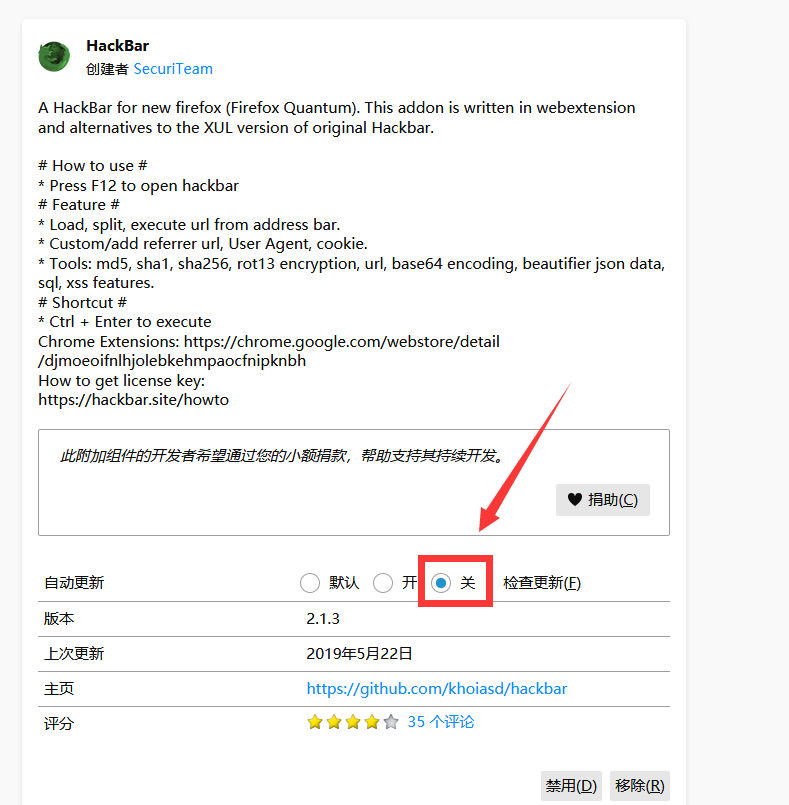 HackBar
创建者 SecuriTeam
A HackBar for new firefox (Firefox Quantum). This addon is written in webextension
and alternatives to the XUL version of original Hackbar.
# How to use #
* Press F12 to open hackbar
# Feature #
* Load, split, execute url from address bar.
* Custom/add referrer url, User Agent, cookie.
* Tools: md5, sha1, sha256, rot13 encryption, url, base64 encoding, beautifier json data,
sql, xss features.
# Shortcut #
* Ctrl + Enter to execute
Chrome Extensions: https://chrome.google.com/webstore/detail
/djmoeoifnlhjolebkehmpaocfnipknbh
How to get license key:
https://hackbar.site/howto
此附加组件的开发者希望通过您的小额捐款，帮助支持其持续开发。
捐助(C)
自动更新 默认 开 关 检查更新(F)
版本 2.1.3
上次更新 2019年5月22日
主页 https://github.com/khoiasd/hackbar
评分 35 个评论
禁用(D) 移除(R)